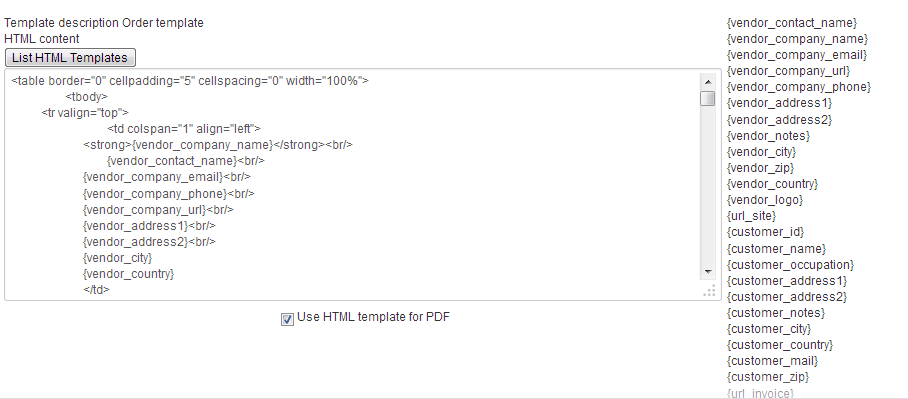 Template description Order template
HTML content
List HTML Templates
<table border="0" cellpadding="5" cellspacing="0" width="100%">
<tbody>
<tr valign="top">
<td colspan="1" align="left">
<strong>{vendor_company_name}</strong><br/>
{vendor_contact_name}<br/>
{vendor_company_email}<br/>
{vendor_company_phone}<br/>
{vendor_company_url}<br/>
{vendor_address1}<br/>
{vendor_address2}<br/>
{vendor_city}
{vendor_country}
</td>
Use HTML template for PDF
{vendor_contact_name}
{vendor_company_name}
{vendor_company_email}
{vendor_company_url}
{vendor_company_phone}
{vendor_address1}
{vendor_address2}
{vendor_notes}
{vendor_city}
{vendor_zip}
{vendor_country}
{vendor_logo}
{url_site}
{customer_id}
{customer_name}
{customer_occupation}
{customer_address1}
{customer_address2}
{customer_notes}
{customer_city}
{customer_country}
{customer_mail}
{customer_zip}
{url_invoice}